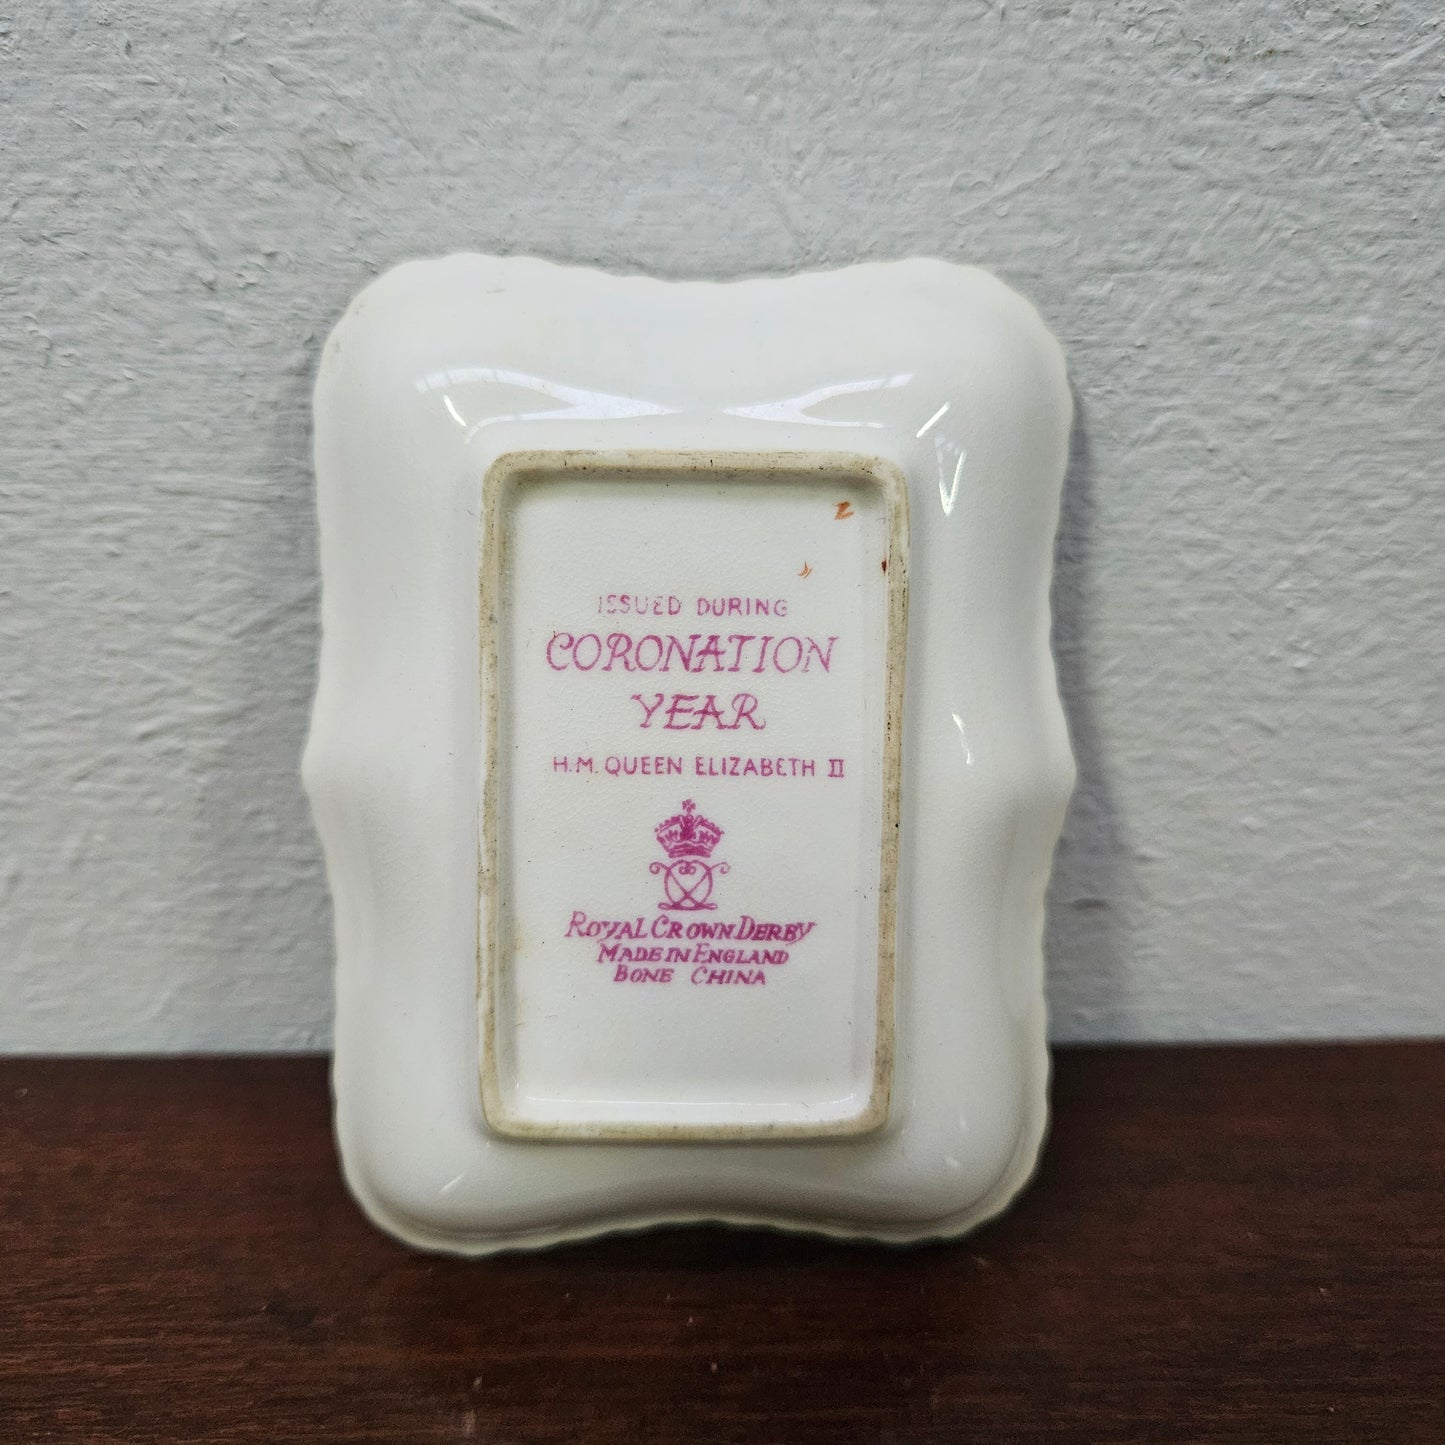 ISSUED DURING
CORONATION
YEAR
H.M. QUEEN ELIZABETH II
ROYAL CROWN DERBY
MADE IN ENGLAND
BONE CHINA